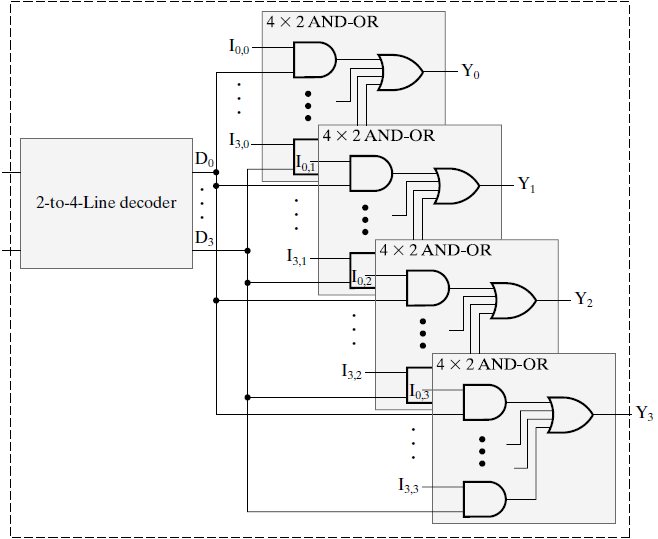 4 × 2 AND-OR
I0,0
Y0
I3,0
4 × 2 AND-OR
D0
I0,1
Y1
2-to-4-Line decoder
D3
I3,1
4 × 2 AND-OR
I0,2
Y2
I3,2
4 × 2 AND-OR
I0,3
Y3
I3,3